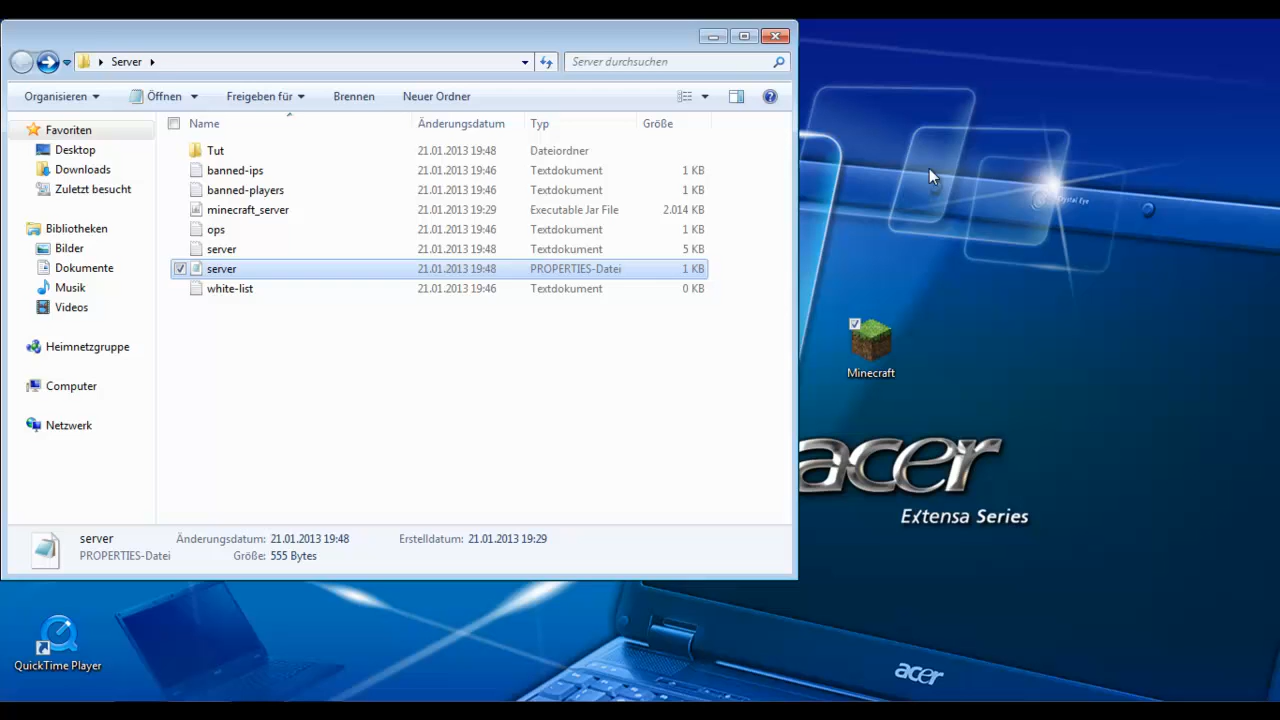 Server
Server durchsuchen
Organisieren
Öffnen
Freigeben für
Brennen
Neuer Ordner
Name Änderungsdatum Typ Größe
Favoriten
Desktop
Downloads
Zuletzt besucht
Bibliotheken
Bilder
Dokumente
Musik
Videos
Heimnetzgruppe
Computer
Netzwerk
Tut 21.01.2013 19:48 Dateiordner
banned-ips 21.01.2013 19:46 Textdokument 1 KB
banned-players 21.01.2013 19:46 Textdokument 1 KB
minecraft_server 21.01.2013 19:29 Executable Jar File 2.014 KB
ops 21.01.2013 19:46 Textdokument 1 KB
server 21.01.2013 19:48 Textdokument 5 KB
server 21.01.2013 19:48 PROPERTIES-Datei 1 KB
white-list 21.01.2013 19:46 Textdokument 0 KB
server Änderungsdatum: 21.01.2013 19:48 Erstelldatum: 21.01.2013 19:29
PROPERTIES-Datei Größe: 555 Bytes
Minecraft
acer
Extensa Series
QuickTime Player
acer